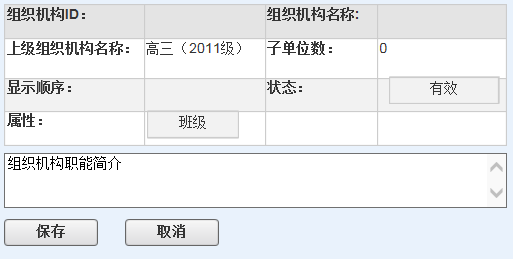 组织机构ID： 组织机构名称:
上级组织机构名称： 高三（2011级） 子单位数： 0
显示顺序： 状态： 有效
属性： 班级
组织机构职能简介
保存 取消